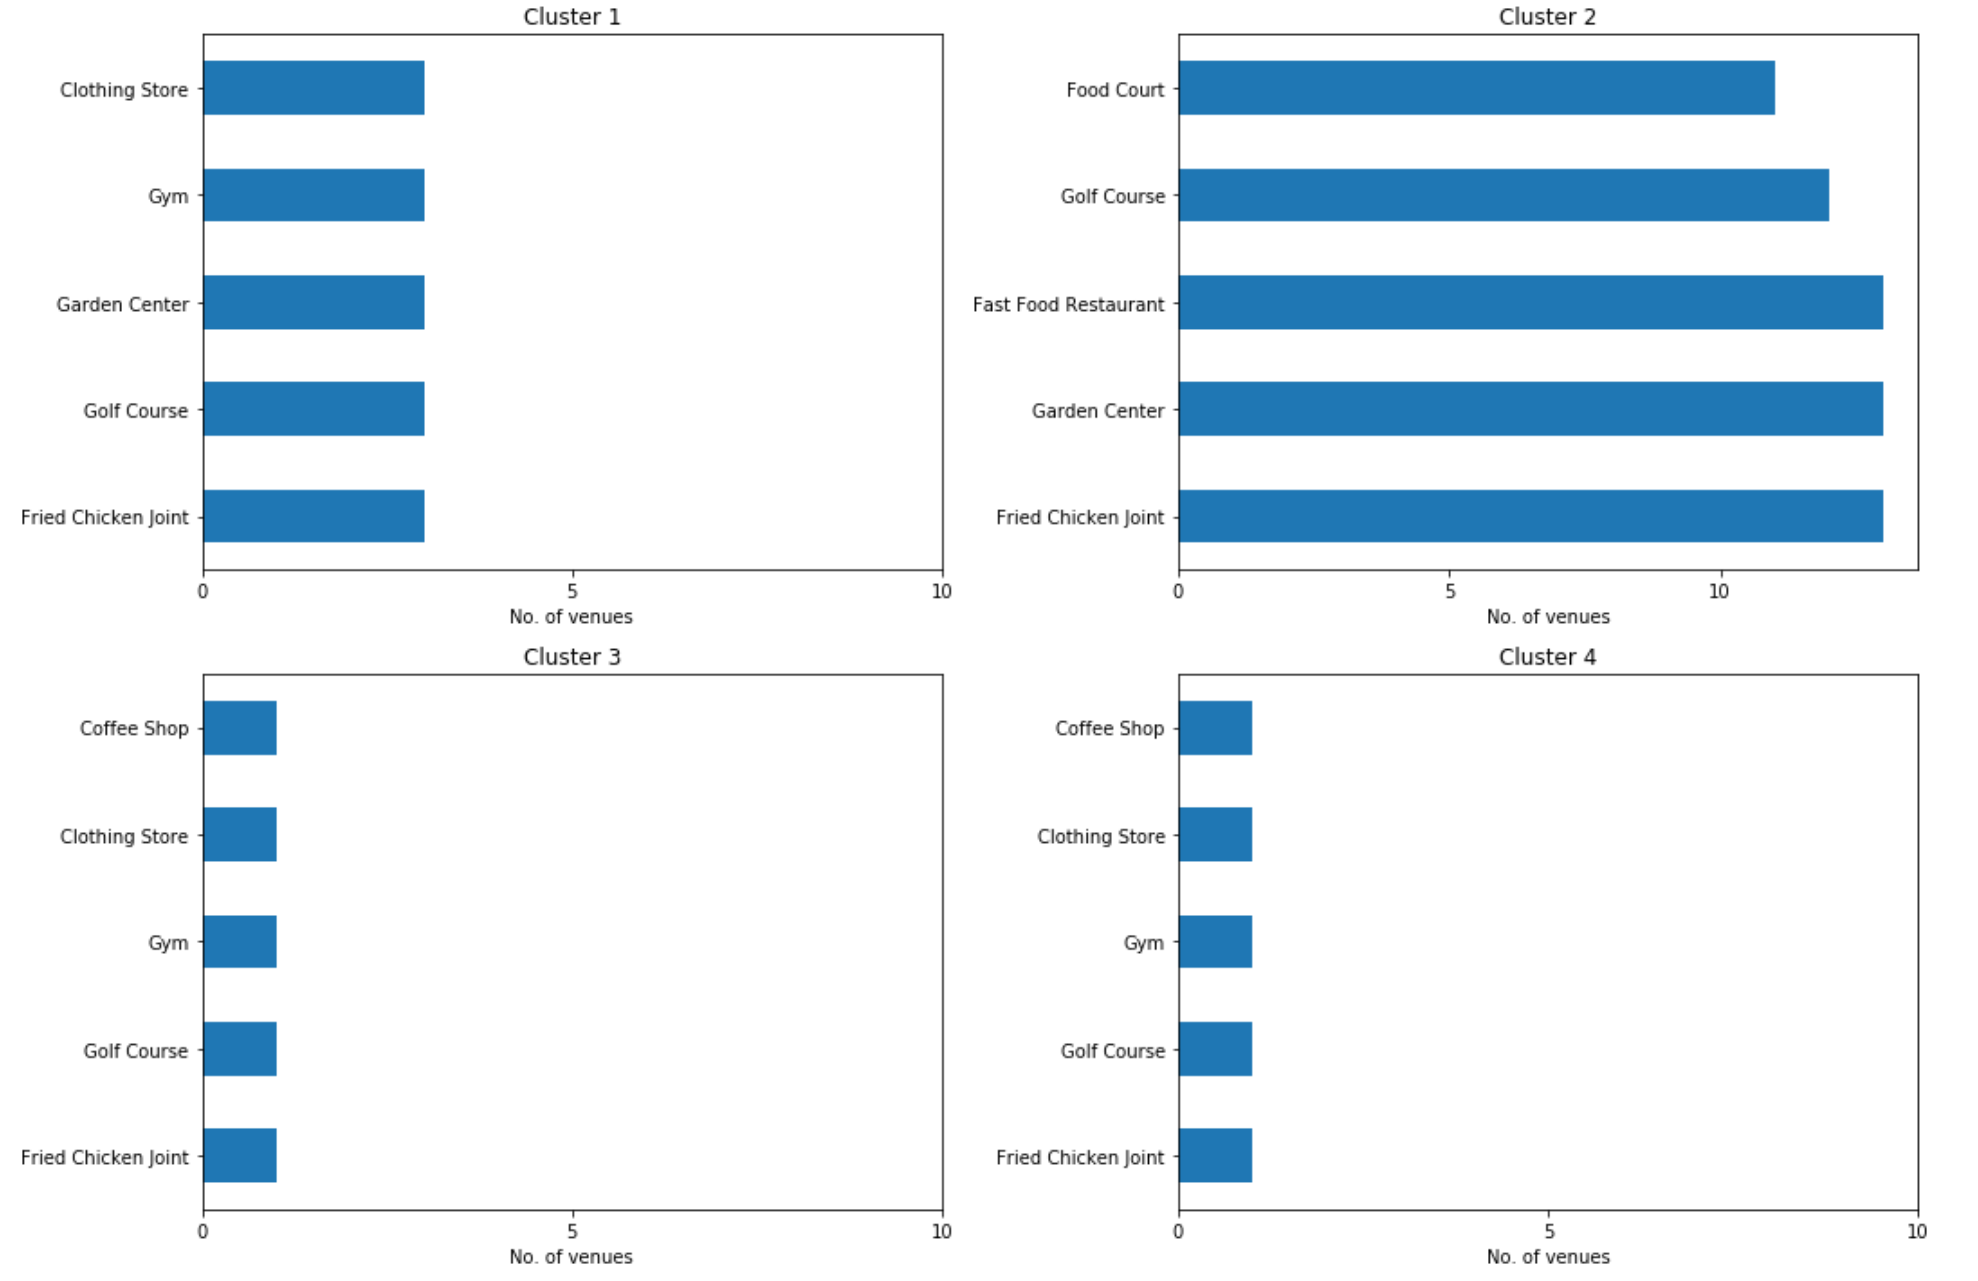 Cluster 1
Clothing Store
Gym
Garden Center
Golf Course
Fried Chicken Joint
0 5 10
No. of venues
Cluster 2
Food Court
Golf Course
Fast Food Restaurant
Garden Center
Fried Chicken Joint
0 5 10
No. of venues
Cluster 3
Coffee Shop
Clothing Store
Gym
Golf Course
Fried Chicken Joint
0 5 10
No. of venues
Cluster 4
Coffee Shop
Clothing Store
Gym
Golf Course
Fried Chicken Joint
0 5 10
No. of venues